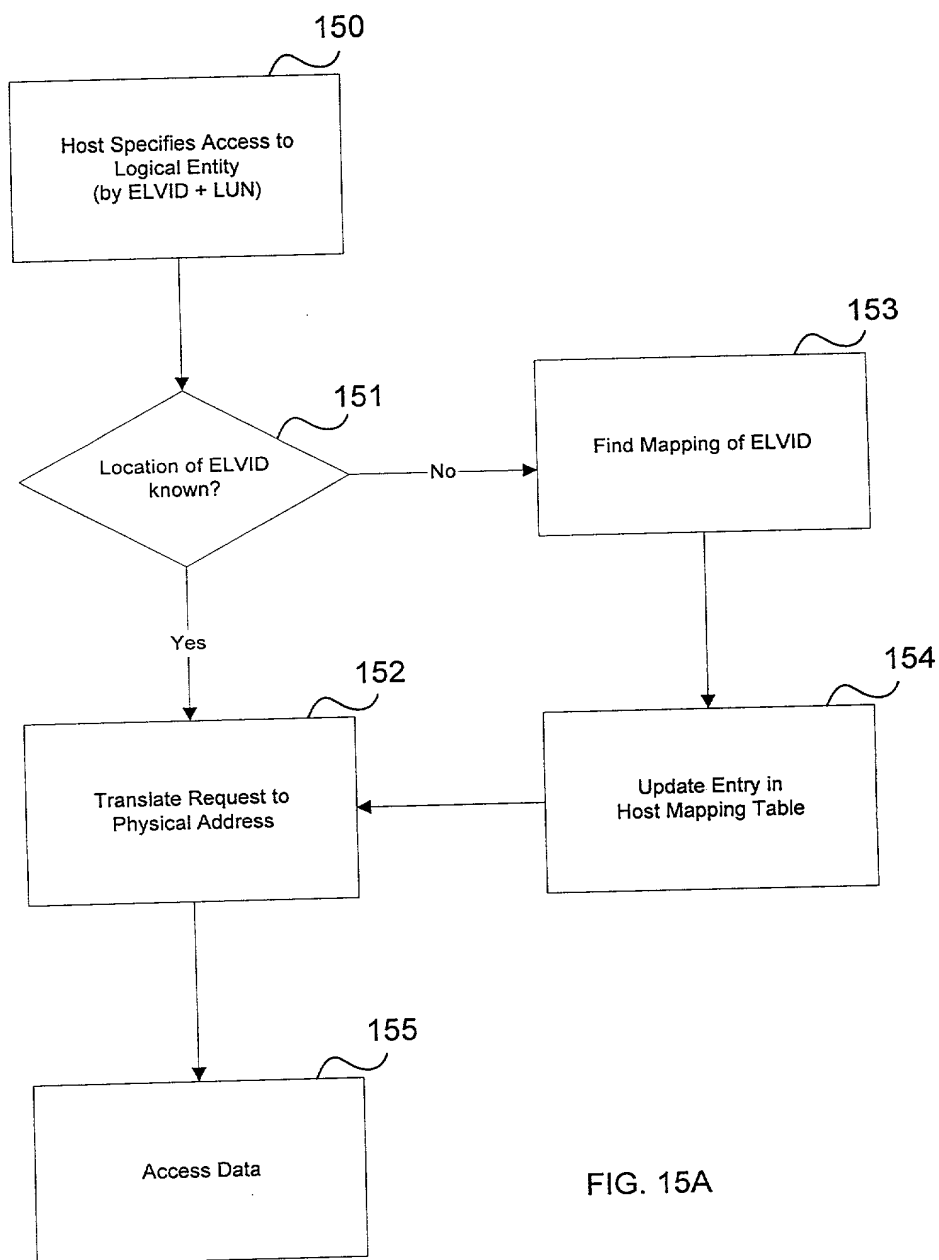 150
Host Specifies Access to
Logical Entity
(by ELVID + LUN)
151
Location of ELVID
known?
No
153
Find Mapping of ELVID
Yes
152
Translate Request to
Physical Address
154
Update Entry in
Host Mapping Table
155
Access Data
FIG. 15A